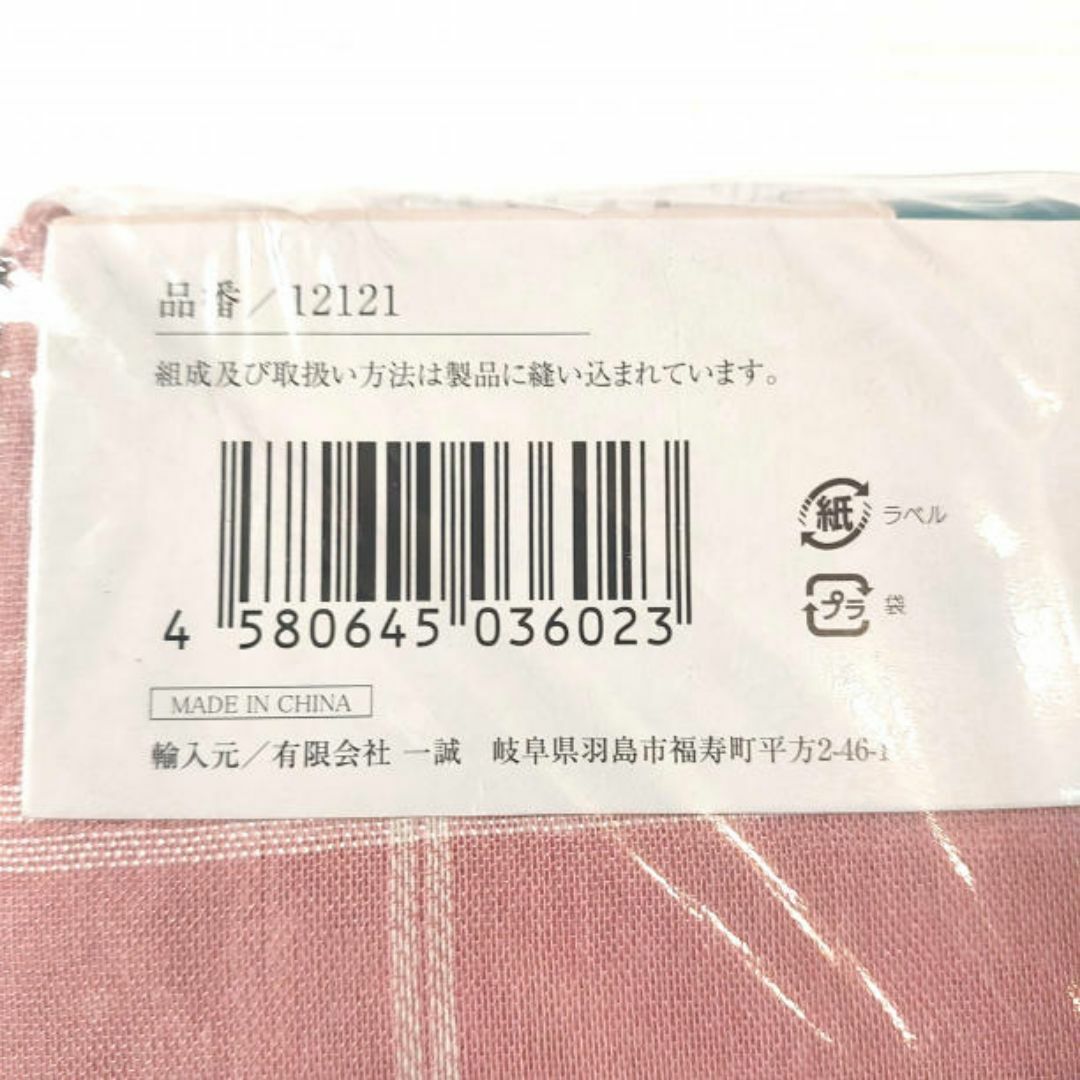 品番／12121
組成及び取扱い方法は製品に縫い込まれています。
紙 ラベル
プラ 袋
4 580645 036023
MADE IN CHINA
輸入元／有限会社 一誠　岐阜県羽島市福寿町平方2-46-1